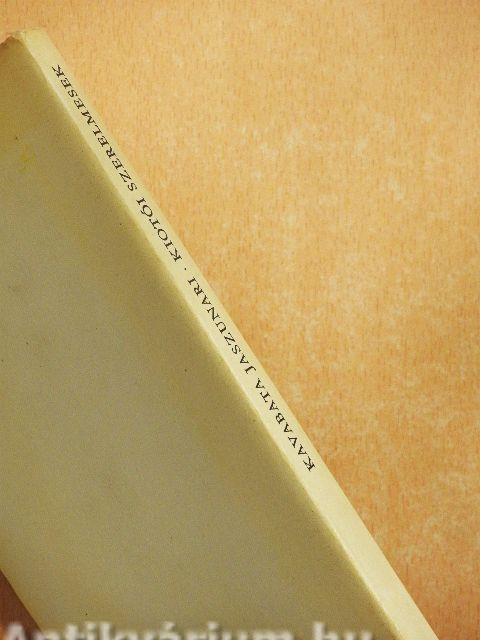 KAVABATA JASZUNARI · KIOTÓI SZERELMESEK
Antikvárium.hu